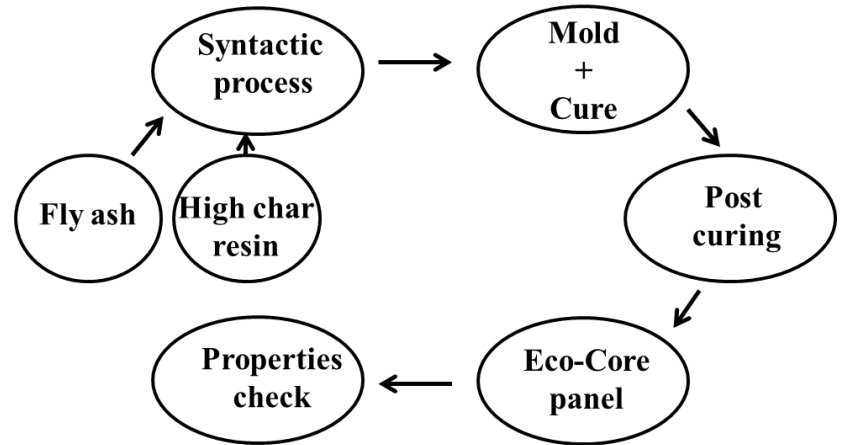 Syntactic
process
Mold
+
Cure
Fly ash
High char
resin
Post
curing
Properties
check
Eco-Core
panel